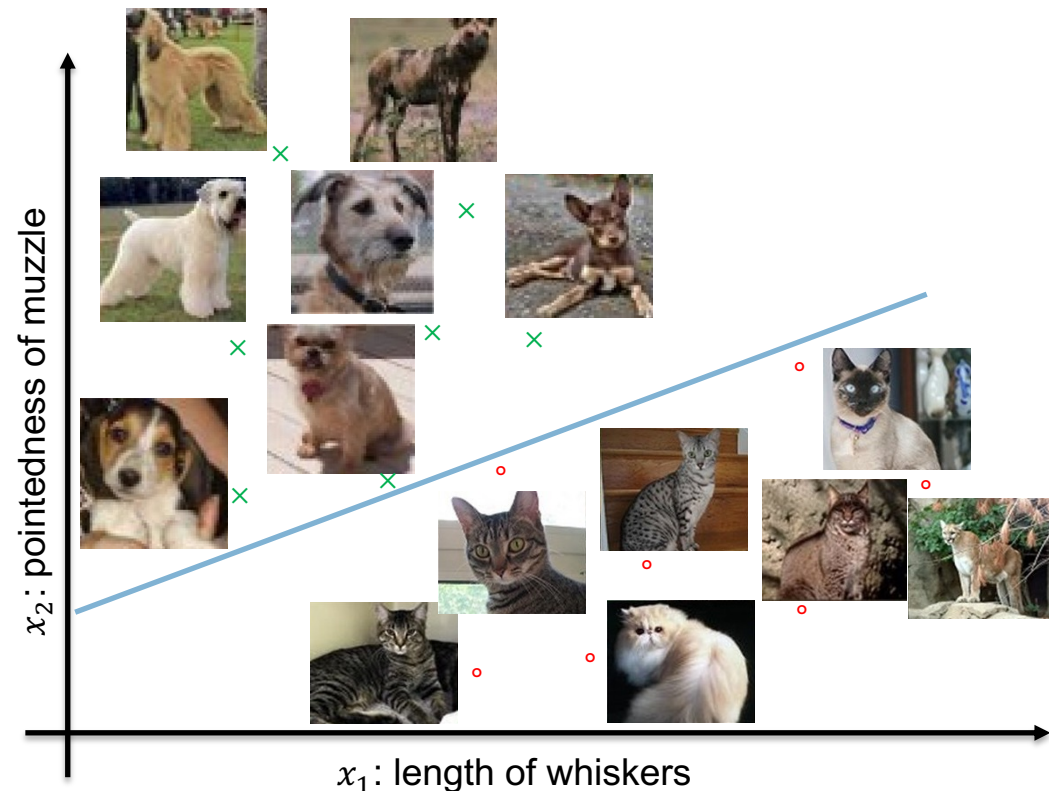 x₂: pointedness of muzzle
x₁: length of whiskers